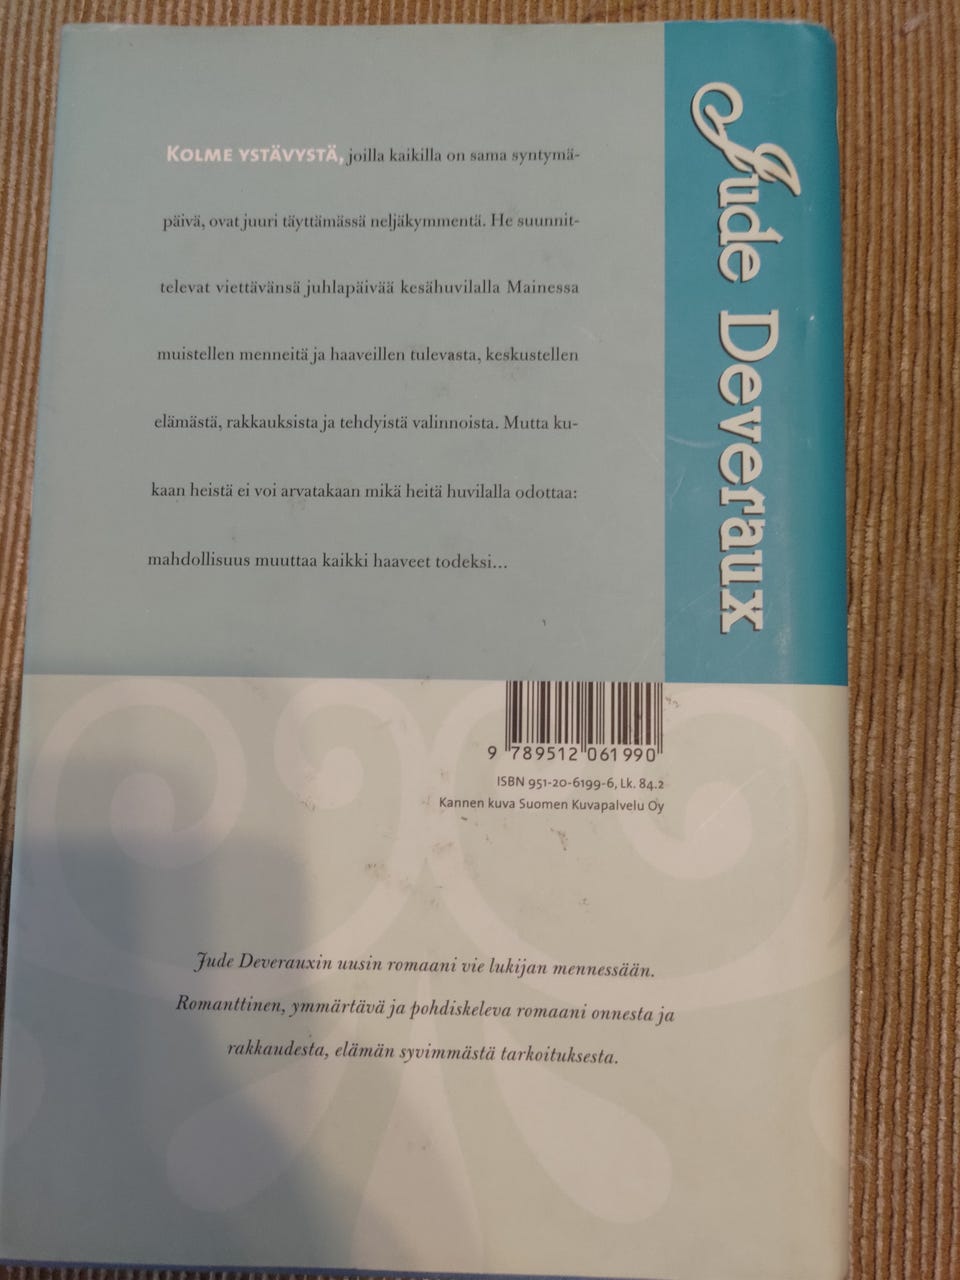 Jude Deveraux
KOLME YSTÄVYSTÄ, joilla kaikilla on sama syntymä-
päivä, ovat juuri täyttämässä neljäkymmentä. He suunnit-
televat viettävänsä juhlapäivää kesähuvilalla Mainessa
muistellen menneitä ja haaveillen tulevasta, keskustellen
elämästä, rakkauksista ja tehdyistä valinnoista. Mutta ku-
kaan heistä ei voi arvatakaan mikä heitä huvilalla odottaa:
mahdollisuus muuttaa kaikki haaveet todeksi...
9 789512 061990
ISBN 951-20-6199-6, Lk. 84.2
Kannen kuva Suomen Kuvapalvelu Oy
Jude Deverauxin uusin romaani vie lukijan mennessään.
Romanttinen, ymmärtävä ja pohdiskeleva romaani onnesta ja
rakkaudesta, elämän syvimmästä tarkoituksesta.